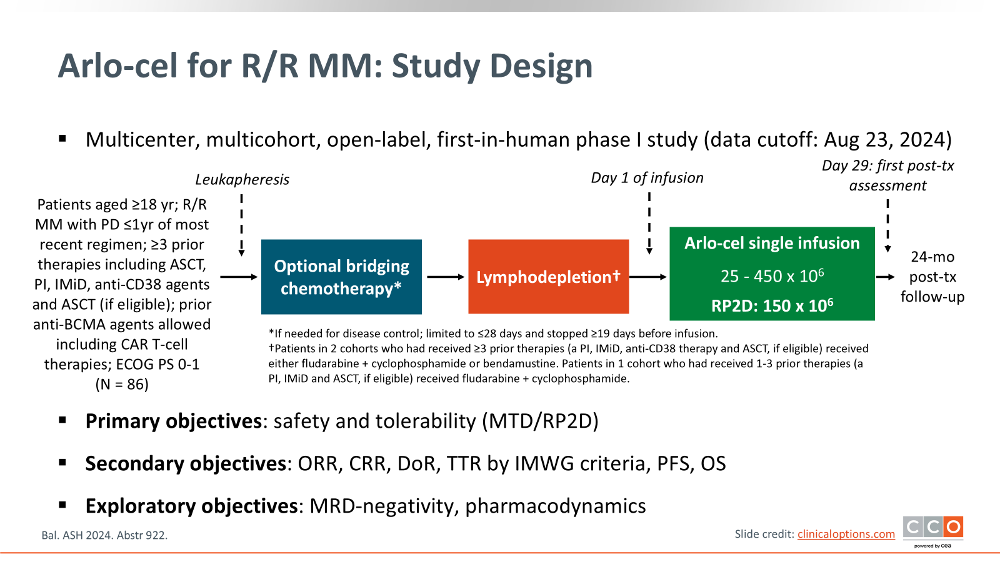 Arlo-cel for R/R MM: Study Design
▪ Multicenter, multicohort, open-label, first-in-human phase I study (data cutoff: Aug 23, 2024)
Leukapheresis
Day 1 of infusion
Day 29: first post-tx
assessment
Patients aged ≥18 yr; R/R
MM with PD ≤1yr of most
recent regimen; ≥3 prior
therapies including ASCT,
PI, IMiD, anti-CD38 agents
and ASCT (if eligible); prior
anti-BCMA agents allowed
including CAR T-cell
therapies; ECOG PS 0-1
(N = 86)
Optional bridging
chemotherapy*
Lymphodepletion†
Arlo-cel single infusion
25 - 450 x 10⁶
RP2D: 150 x 10⁶
24-mo
post-tx
follow-up
*If needed for disease control; limited to ≤28 days and stopped ≥19 days before infusion.
†Patients in 2 cohorts who had received ≥3 prior therapies (a PI, IMiD, anti-CD38 therapy and ASCT, if eligible) received
either fludarabine + cyclophosphamide or bendamustine. Patients in 1 cohort who had received 1-3 prior therapies (a
PI, IMiD and ASCT, if eligible) received fludarabine + cyclophosphamide.
▪ Primary objectives: safety and tolerability (MTD/RP2D)
▪ Secondary objectives: ORR, CRR, DoR, TTR by IMWG criteria, PFS, OS
▪ Exploratory objectives: MRD-negativity, pharmacodynamics
Bal. ASH 2024. Abstr 922.
Slide credit: clinicaloptions.com
CCO
powered by cea